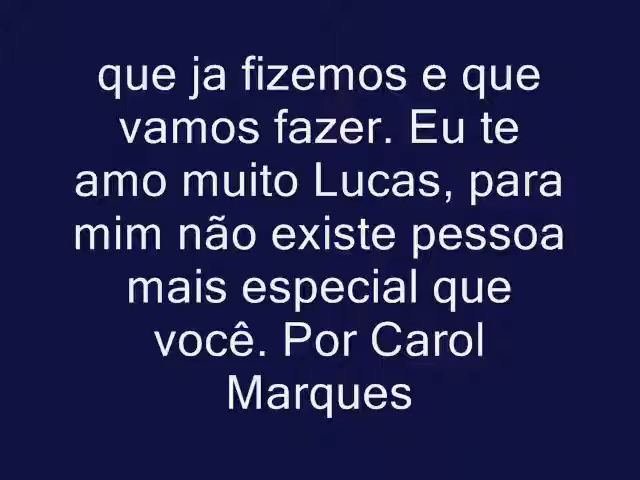 que ja fizemos e que
vamos fazer. Eu te
amo muito Lucas, para
mim não existe pessoa
mais especial que
você. Por Carol
Marques